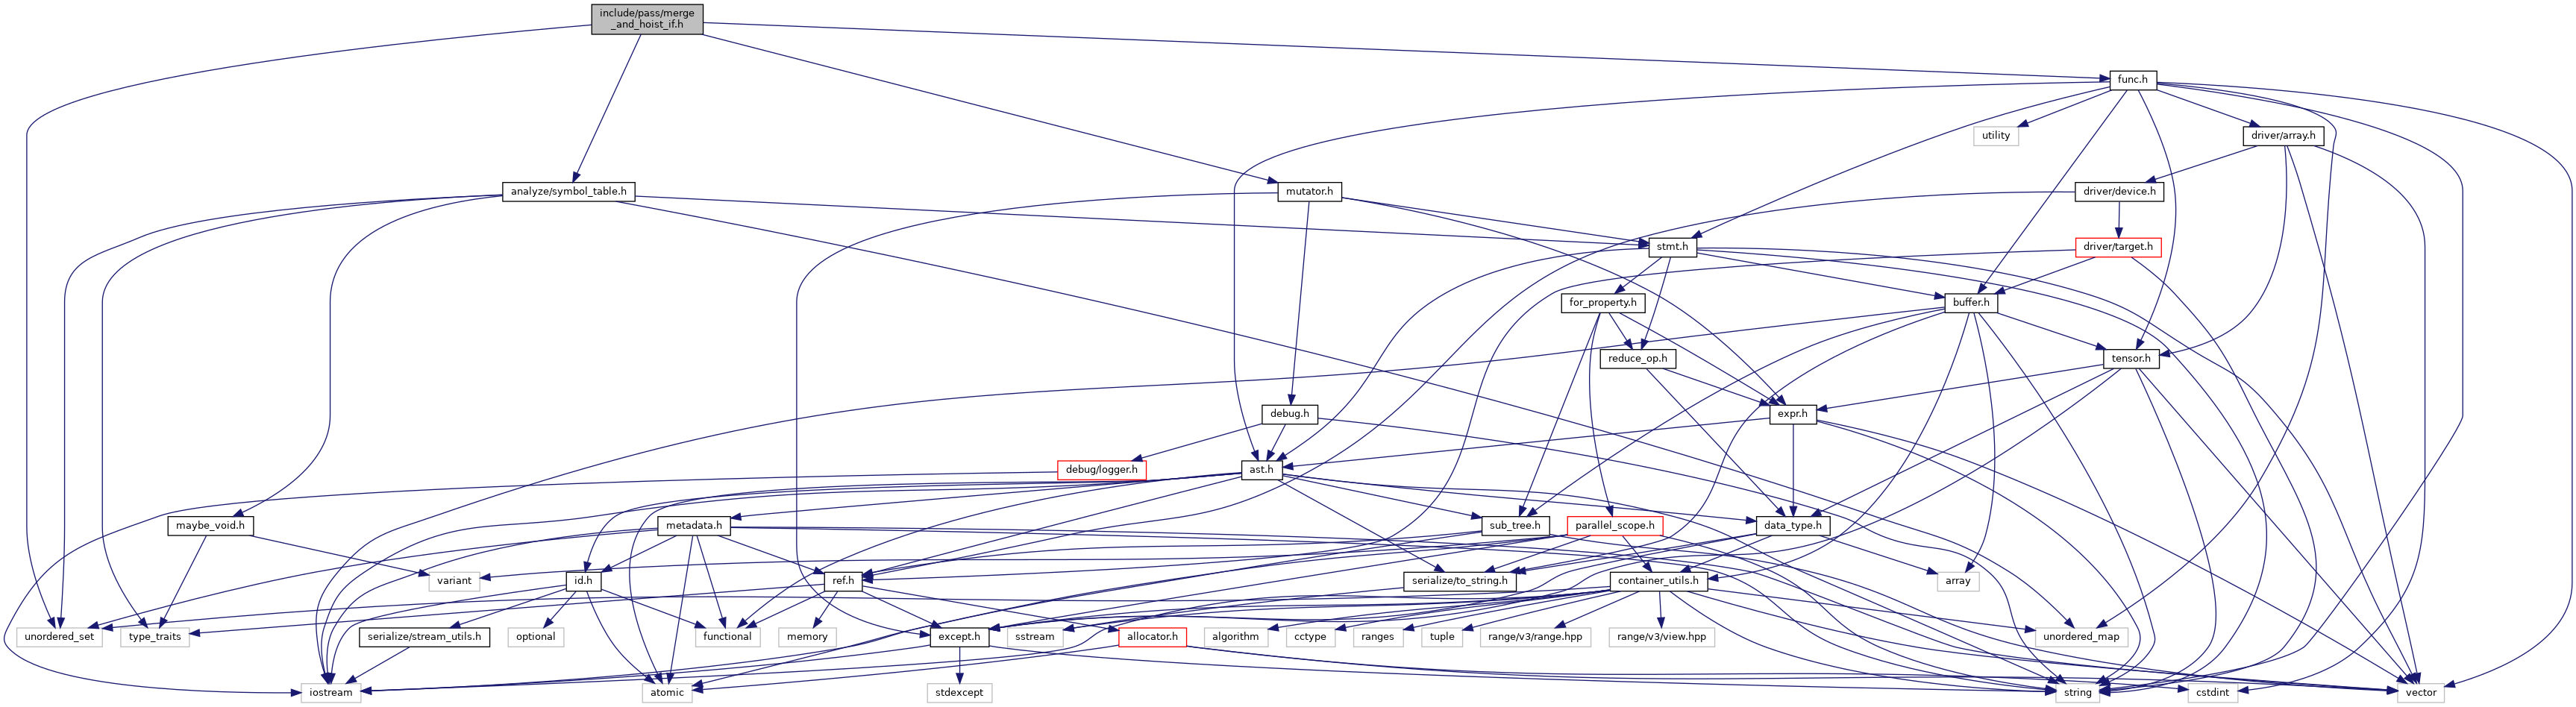 include/pass/merge
_and_hoist_if.h
func.h
utility
driver/array.h
analyze/symbol_table.h
mutator.h
driver/device.h
stmt.h
driver/target.h
for_property.h
buffer.h
reduce_op.h
tensor.h
debug.h
expr.h
debug/logger.h
ast.h
maybe_void.h
metadata.h
sub_tree.h
parallel_scope.h
data_type.h
variant
id.h
ref.h
serialize/to_string.h
container_utils.h
array
unordered_set
type_traits
serialize/stream_utils.h
optional
functional
memory
except.h
sstream
allocator.h
algorithm
cctype
ranges
tuple
range/v3/range.hpp
range/v3/view.hpp
unordered_map
iostream
atomic
stdexcept
string
cstdint
vector